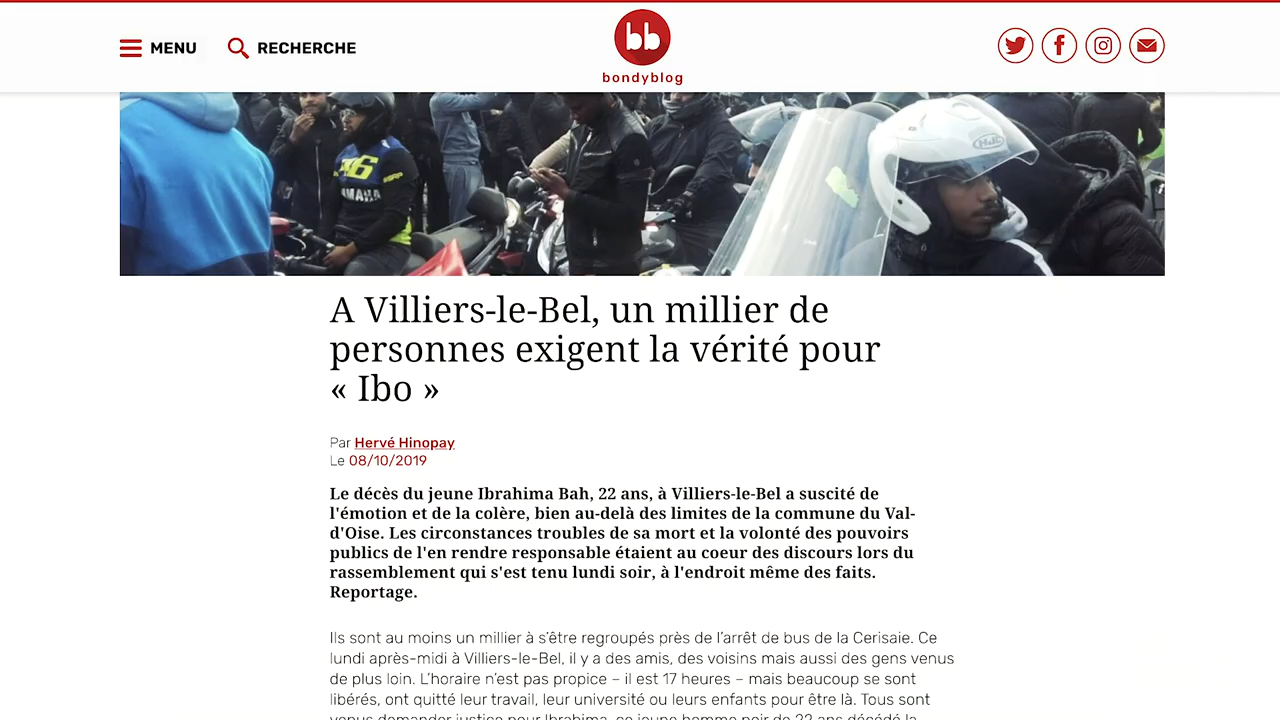 MENU
RECHERCHE
bb
bondyblog
46
YAMAHA
HJC
A Villiers-le-Bel, un millier de
personnes exigent la vérité pour
« Ibo »
Par Hervé Hinopay
Le 08/10/2019
Le décès du jeune Ibrahima Bah, 22 ans, à Villiers-le-Bel a suscité de
l'émotion et de la colère, bien au-delà des limites de la commune du Val-
d'Oise. Les circonstances troubles de sa mort et la volonté des pouvoirs
publics de l'en rendre responsable étaient au coeur des discours lors du
rassemblement qui s'est tenu lundi soir, à l'endroit même des faits.
Reportage.
Ils sont au moins un millier à s’être regroupés près de l’arrêt de bus de la Cerisaie. Ce
lundi après-midi à Villiers-le-Bel, il y a des amis, des voisins mais aussi des gens venus
de plus loin. L’horaire n’est pas propice – il est 17 heures – mais beaucoup se sont
libérés, ont quitté leur travail, leur université ou leurs enfants pour être là. Tous sont
venus demander justice pour Ibrahima, ce jeune homme noir de 22 ans décédé la